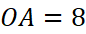 𝑂𝐴 = 8